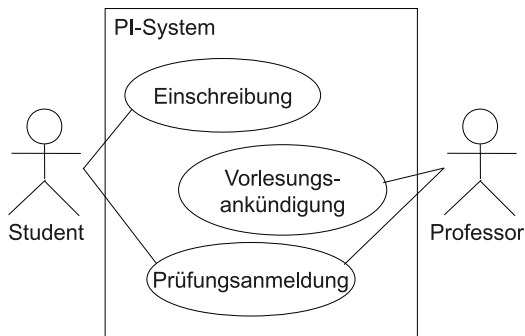 PI-System
Einschreibung
Vorlesungs-
ankündigung
Student
Professor
Prüfungsanmeldung